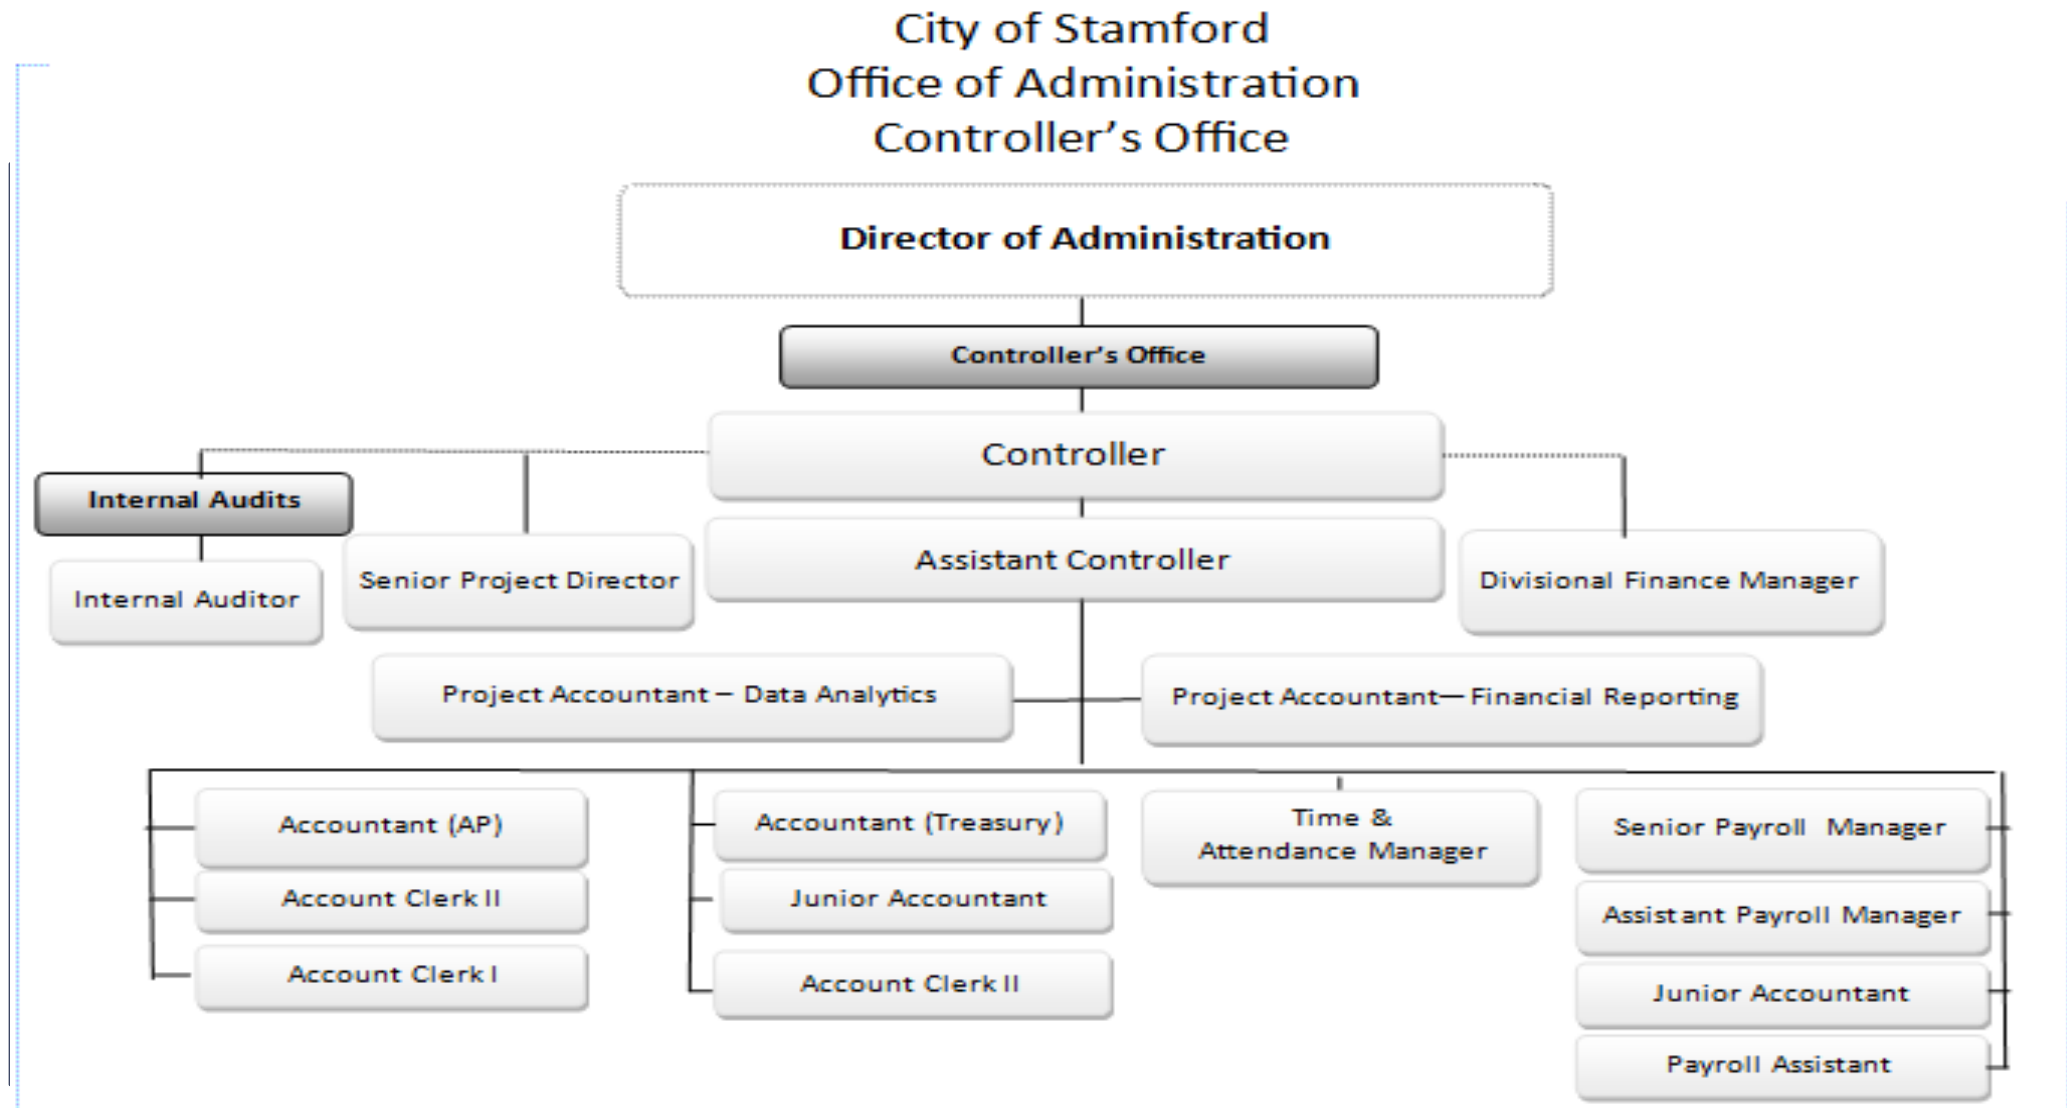 City of Stamford
Office of Administration
Controller’s Office
Director of Administration
Controller’s Office
Controller
Internal Audits
Internal Auditor
Senior Project Director
Assistant Controller
Divisional Finance Manager
Project Accountant – Data Analytics
Project Accountant— Financial Reporting
Accountant (AP)
Account Clerk II
Account Clerk I
Accountant (Treasury)
Junior Accountant
Account Clerk II
Time &
Attendance Manager
Senior Payroll Manager
Assistant Payroll Manager
Junior Accountant
Payroll Assistant